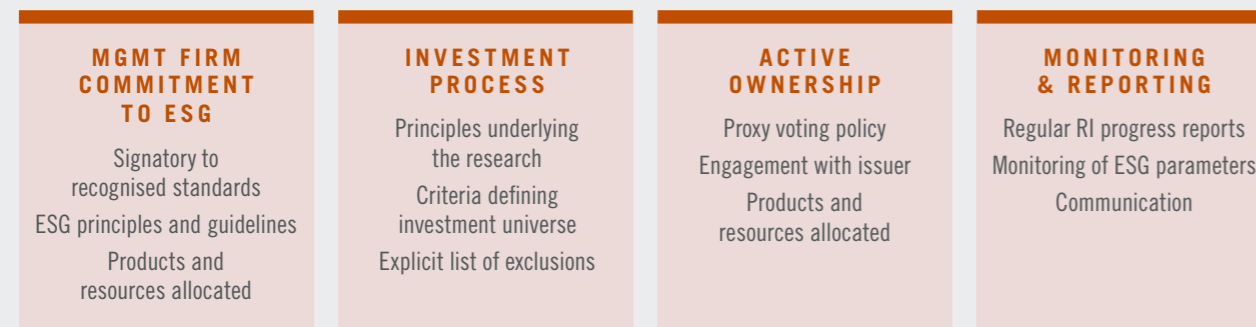 MGMT FIRM
COMMITMENT
TO ESG
Signatory to
recognised standards
ESG principles and guidelines
Products and
resources allocated
INVESTMENT
PROCESS
Principles underlying
the research
Criteria defining
investment universe
Explicit list of exclusions
ACTIVE
OWNERSHIP
Proxy voting policy
Engagement with issuer
Products and
resources allocated
MONITORING
& REPORTING
Regular RI progress reports
Monitoring of ESG parameters
Communication